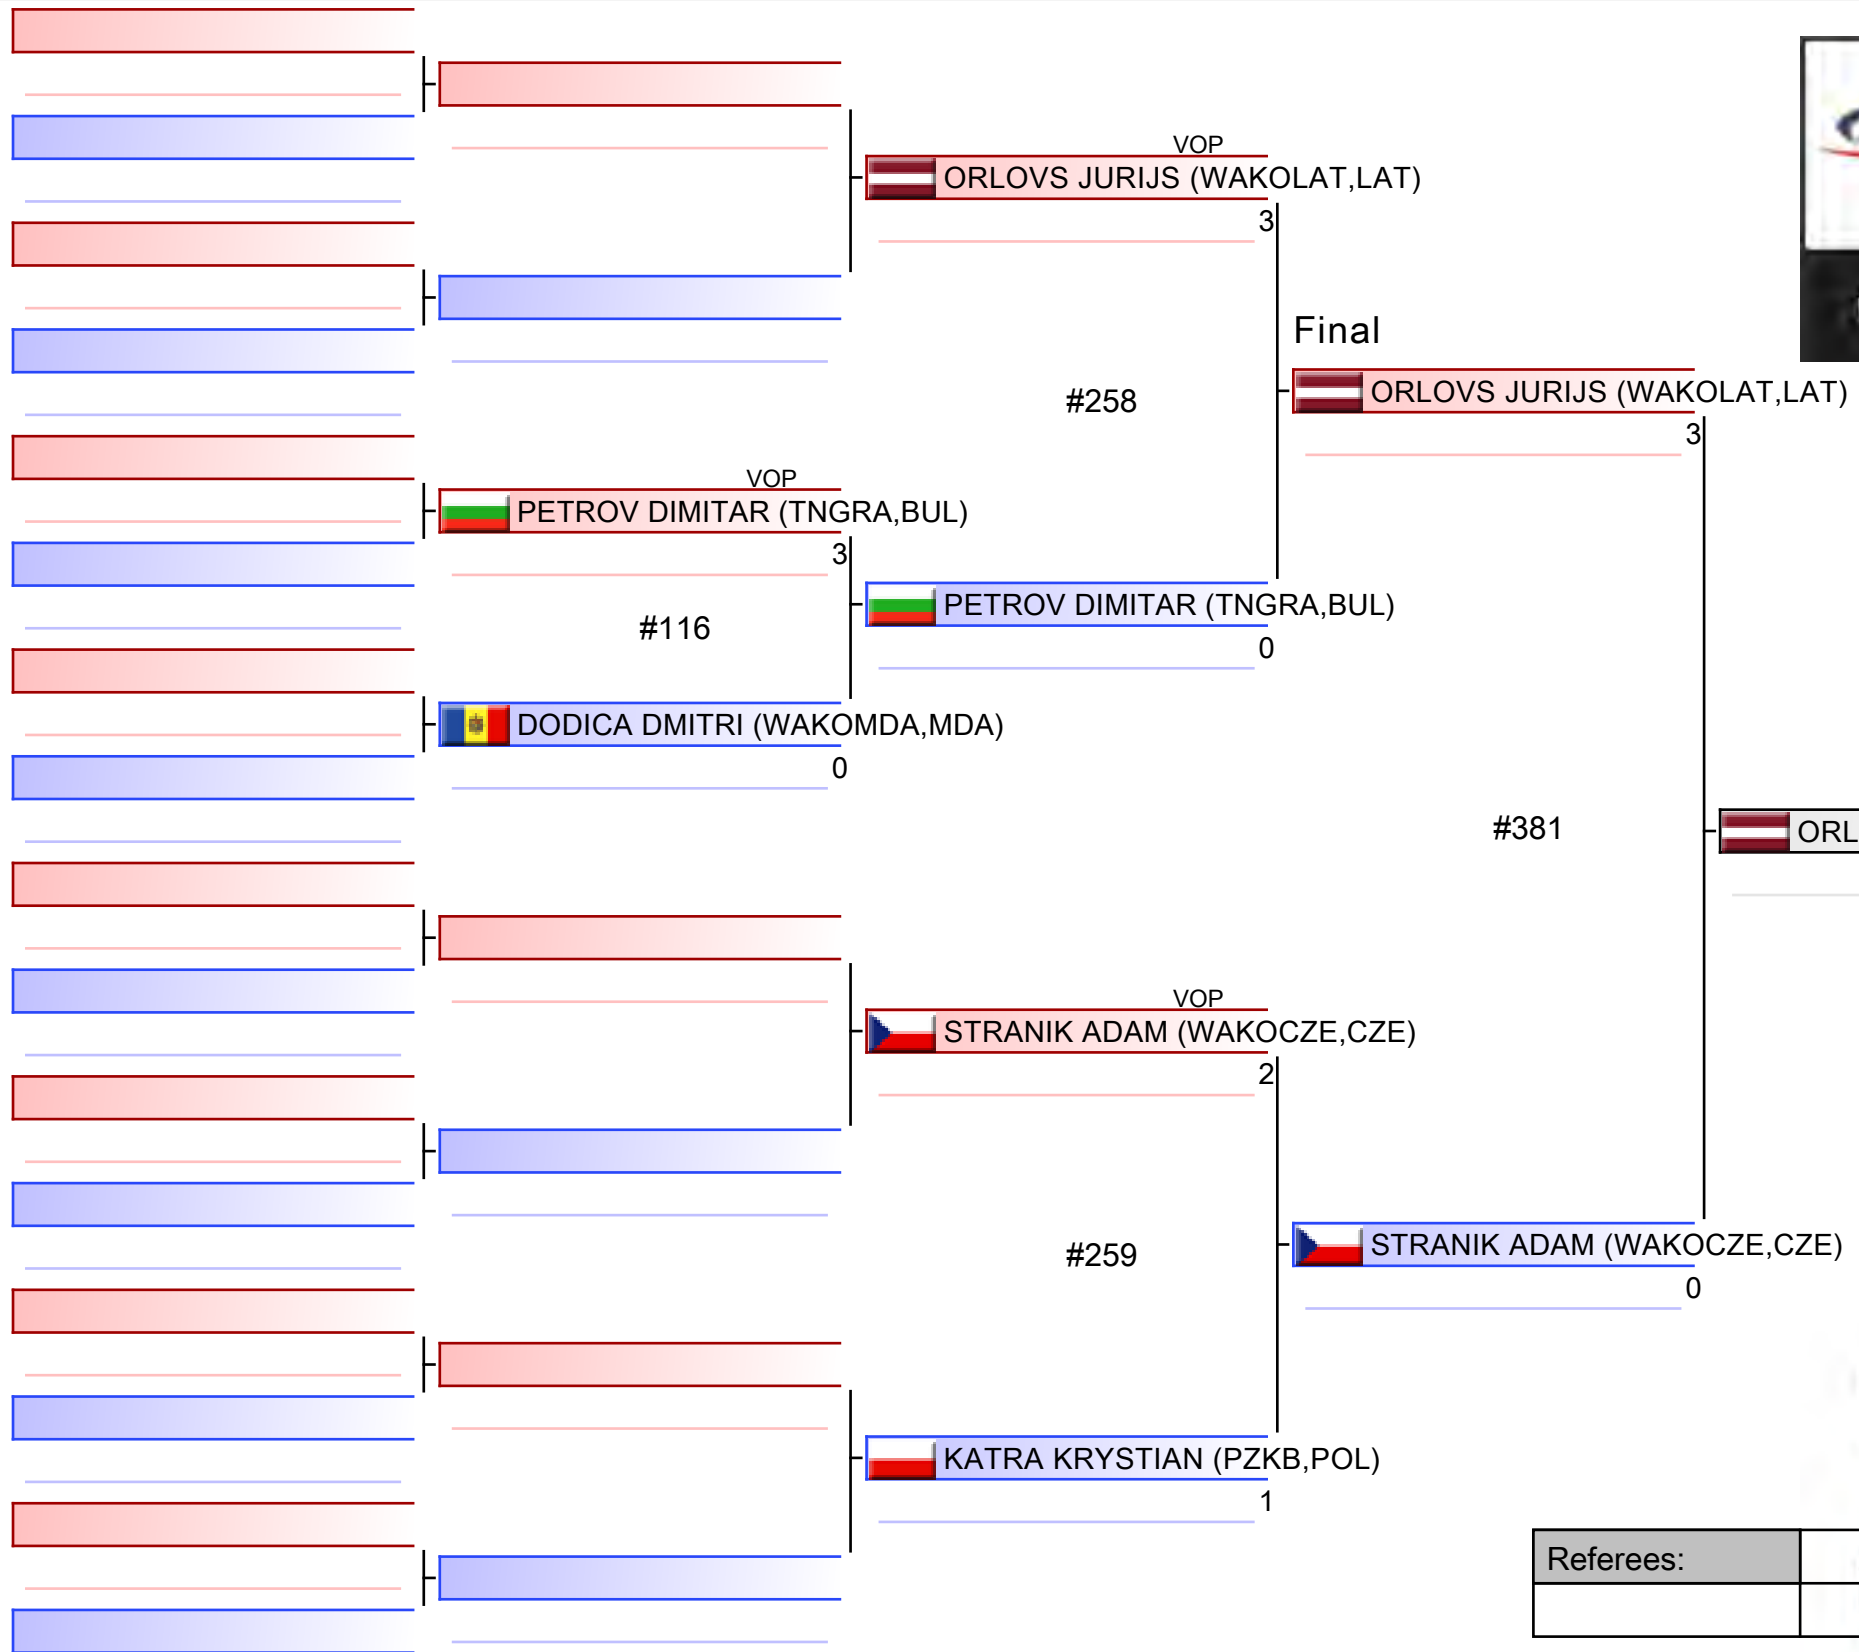 VOP
ORLOVS JURIJS (WAKOLAT,LAT)
3
Final
#258
ORLOVS JURIJS (WAKOLAT,LAT)
3
VOP
PETROV DIMITAR (TNGRA,BUL)
3
PETROV DIMITAR (TNGRA,BUL)
0
#116
DODICA DMITRI (WAKOMDA,MDA)
0
#381
ORL
VOP
STRANIK ADAM (WAKOCZE,CZE)
2
#259
STRANIK ADAM (WAKOCZE,CZE)
0
KATRA KRYSTIAN (PZKB,POL)
1
Referees: